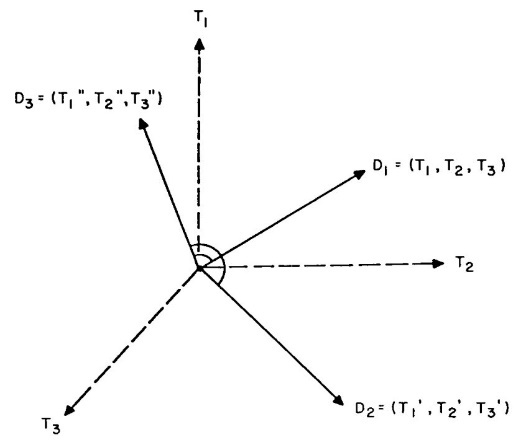 T₁
D₃ = (T₁", T₂", T₃")
D₁ = (T₁, T₂, T₃)
T₂
T₃
D₂ = (T₁', T₂', T₃')